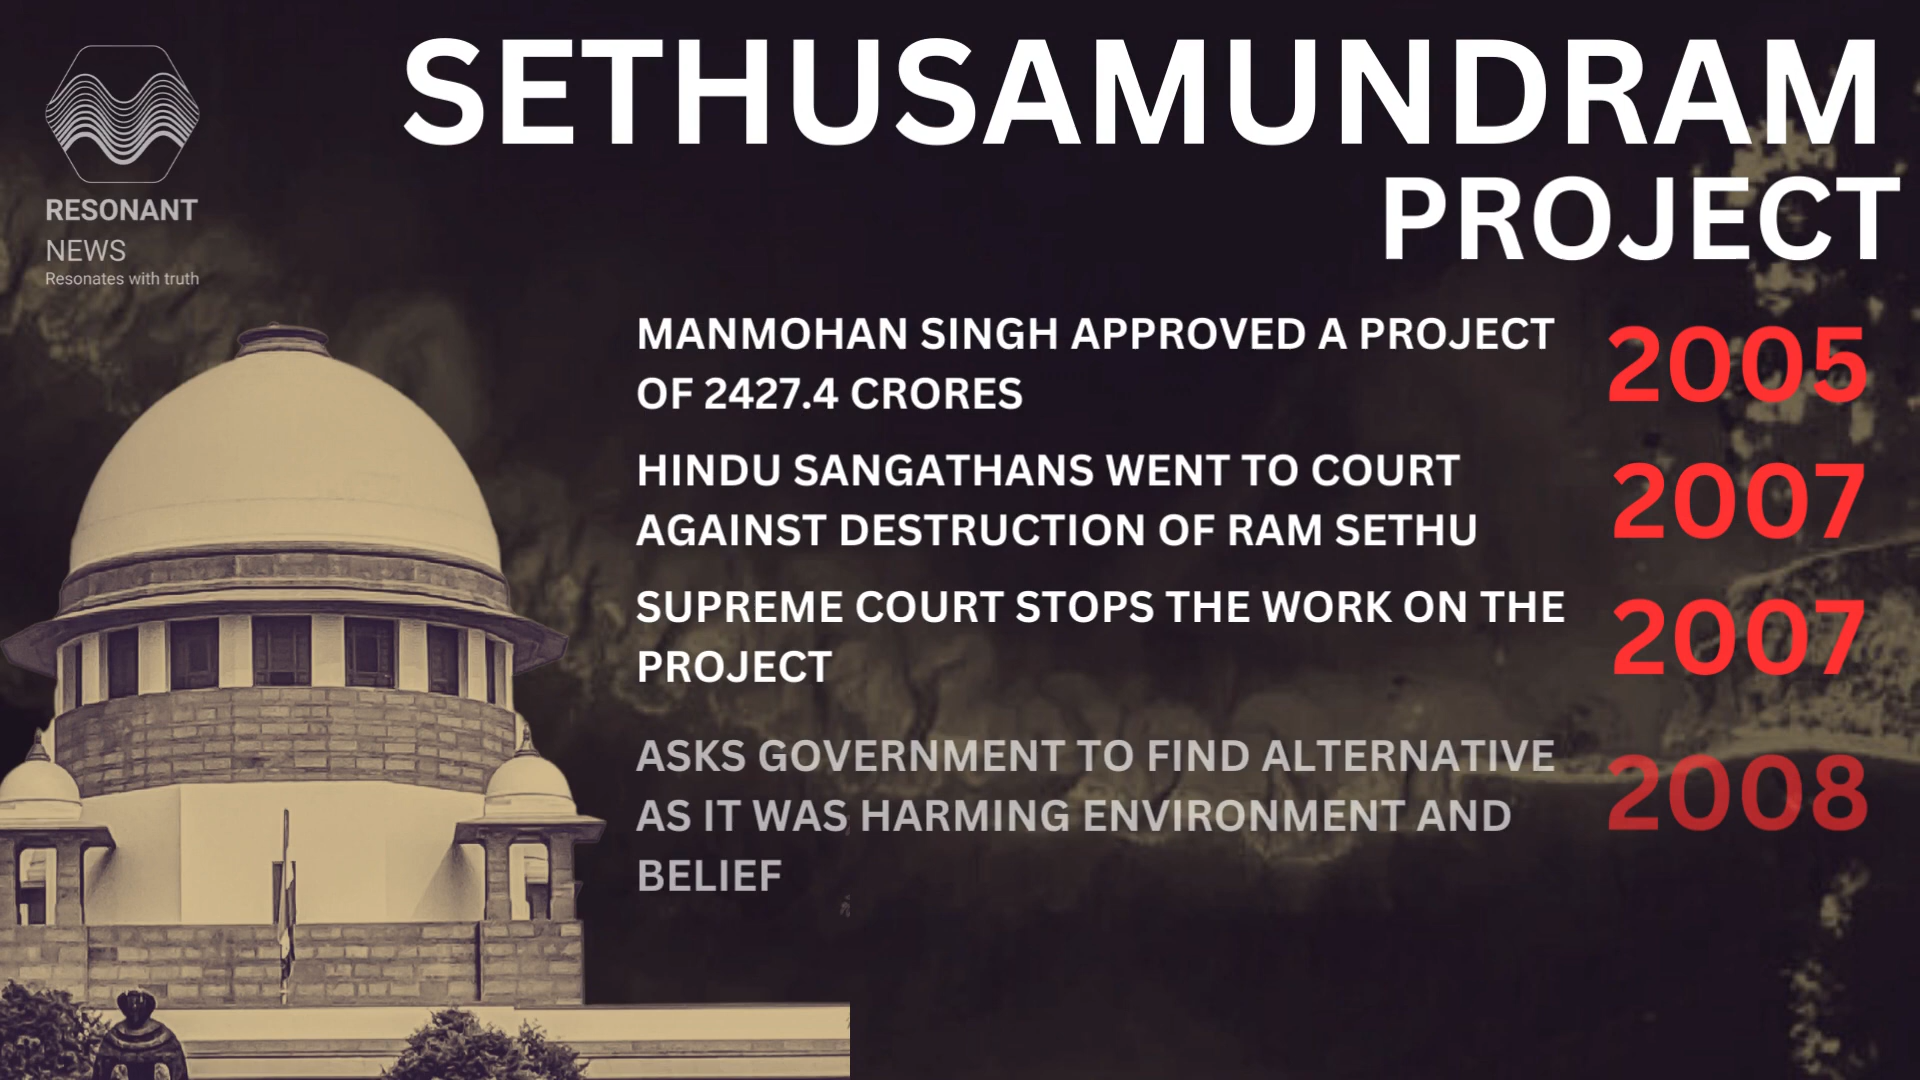 SETHUSAMUNDRAM
PROJECT
RESONANT
NEWS
Resonates with truth
MANMOHAN SINGH APPROVED A PROJECT
OF 2427.4 CRORES
2005
HINDU SANGATHANS WENT TO COURT
AGAINST DESTRUCTION OF RAM SETHU
2007
SUPREME COURT STOPS THE WORK ON THE
PROJECT
2007
ASKS GOVERNMENT TO FIND ALTERNATIVE
AS IT WAS HARMING ENVIRONMENT AND
BELIEF
2008